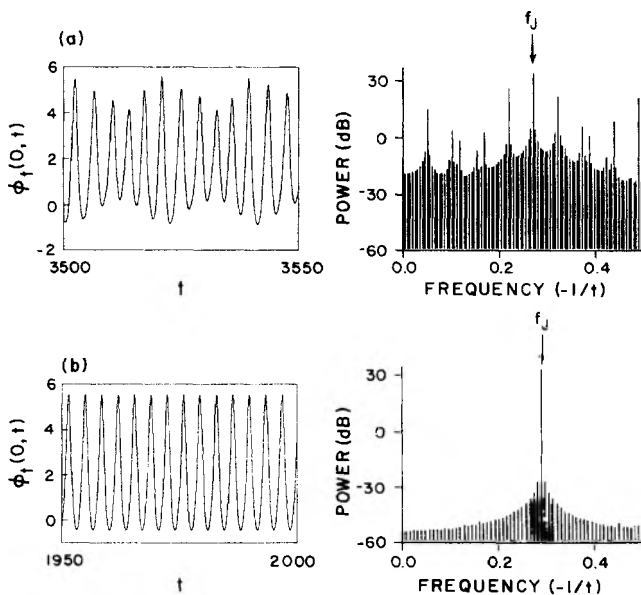 (a)
ϕt(0,t)
6
4
2
0
-2
3500
3550
t
fJ
POWER (dB)
30
0
-30
-60
0.0
0.2
0.4
FREQUENCY (-1/t)
(b)
ϕt(0,t)
6
4
2
0
1950
2000
t
fJ
POWER (dB)
30
0
-30
-60
0.0
0.2
0.4
FREQUENCY (-1/t)